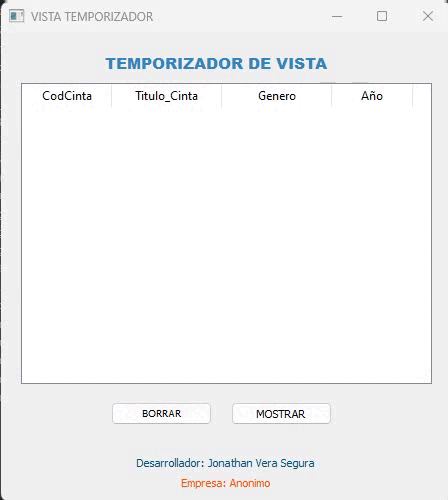 VISTA TEMPORIZADOR
TEMPORIZADOR DE VISTA
CodCinta Titulo_Cinta Genero Año
BORRAR MOSTRAR
Desarrollador: Jonathan Vera Segura
Empresa: Anonimo